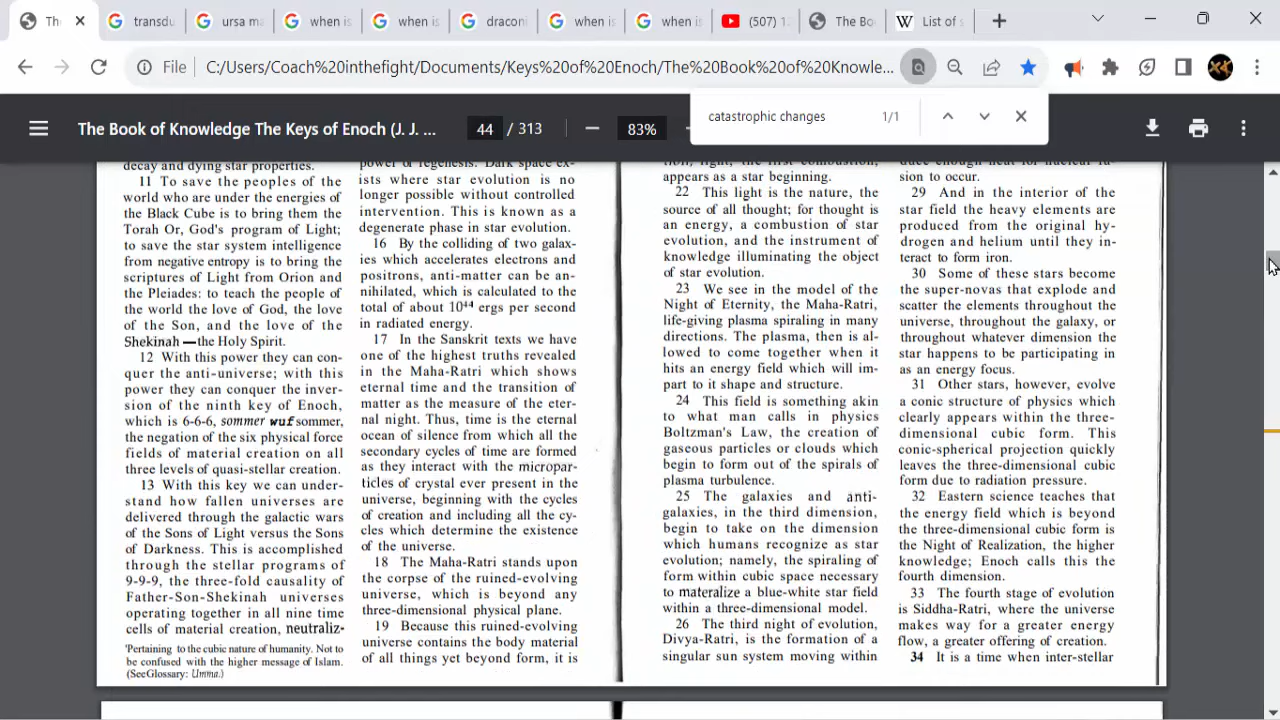 Th
transdu
ursa ma
when is
when is
draconi
when is
when is
(507) 1
The Bo
List of s
File
C:/Users/Coach%20inthefight/Documents/Keys%20of%20Enoch/The%20Book%20of%20Knowle...
catastrophic changes
1/1
The Book of Knowledge The Keys of Enoch (J. J. ...
44 / 313
83%
decay and dying star properties.
11 To save the peoples of the
world who are under the energies of
the Black Cube is to bring them the
Torah Or, God's program of Light;
to save the star system intelligence
from negative entropy is to bring the
scriptures of Light from Orion and
the Pleiades: to teach the people of
the world the love of God, the love
of the Son, and the love of the
Shekinah—the Holy Spirit.
12 With this power they can con-
quer the anti-universe; with this
power they can conquer the inver-
sion of the ninth key of Enoch,
which is 6-6-6, sommer wuf sommer,
the negation of the six physical force
fields of material creation on all
three levels of quasi-stellar creation.
13 With this key we can under-
stand how fallen universes are
delivered through the galactic wars
of the Sons of Light versus the Sons
of Darkness. This is accomplished
through the stellar programs of
9-9-9, the three-fold causality of
Father-Son-Shekinah universes
operating together in all nine time
cells of material creation, neutraliz-
'Pertaining to the cubic nature of humanity. Not to
be confused with the higher message of Islam.
(See Glossary: Umma.)
power of regenesis. Dark space ex-
ists where star evolution is no
longer possible without controlled
intervention. This is known as a
degenerate phase in star evolution.
16 By the colliding of two galax-
ies which accelerates electrons and
positrons, anti-matter can be an-
nihilated, which is calculated to the
total of about 10⁴⁴ ergs per second
in radiated energy.
17 In the Sanskrit texts we have
one of the highest truths revealed
in the Maha-Ratri which shows
eternal time and the transition of
matter as the measure of the eter-
nal night. Thus, time is the eternal
ocean of silence from which all the
secondary cycles of time are formed
as they interact with the micropar-
ticles of crystal ever present in the
universe, beginning with the cycles
of creation and including all the cy-
cles which determine the existence
of the universe.
18 The Maha-Ratri stands upon
the corpse of the ruined-evolving
universe, which is beyond any
three-dimensional physical plane.
19 Because this ruined-evolving
universe contains the body material
of all things yet beyond form, it is
tion, light, the first combustion,
appears as a star beginning.
22 This light is the nature, the
source of all thought; for thought is
an energy, a combustion of star
evolution, and the instrument of
knowledge illuminating the object
of star evolution.
23 We see in the model of the
Night of Eternity, the Maha-Ratri,
life-giving plasma spiraling in many
directions. The plasma, then is al-
lowed to come together when it
hits an energy field which will im-
part to it shape and structure.
24 This field is something akin
to what man calls in physics
Boltzman's Law, the creation of
gaseous particles or clouds which
begin to form out of the spirals of
plasma turbulence.
25 The galaxies and anti-
galaxies, in the third dimension,
begin to take on the dimension
which humans recognize as star
evolution; namely, the spiraling of
form within cubic space necessary
to materalize a blue-white star field
within a three-dimensional model.
26 The third night of evolution,
Divya-Ratri, is the formation of a
singular sun system moving within
duce enough heat for nuclear fu-
sion to occur.
29 And in the interior of the
star field the heavy elements are
produced from the original hy-
drogen and helium until they in-
teract to form iron.
30 Some of these stars become
the super-novas that explode and
scatter the elements throughout the
universe, throughout the galaxy, or
throughout whatever dimension the
star happens to be participating in
as an energy focus.
31 Other stars, however, evolve
a conic structure of physics which
clearly appears within the three-
dimensional cubic form. This
conic-spherical projection quickly
leaves the three-dimensional cubic
form due to radiation pressure.
32 Eastern science teaches that
the energy field which is beyond
the three-dimensional cubic form is
the Night of Realization, the higher
knowledge; Enoch calls this the
fourth dimension.
33 The fourth stage of evolution
is Siddha-Ratri, where the universe
makes way for a greater energy
flow, a greater offering of creation.
34 It is a time when inter-stellar